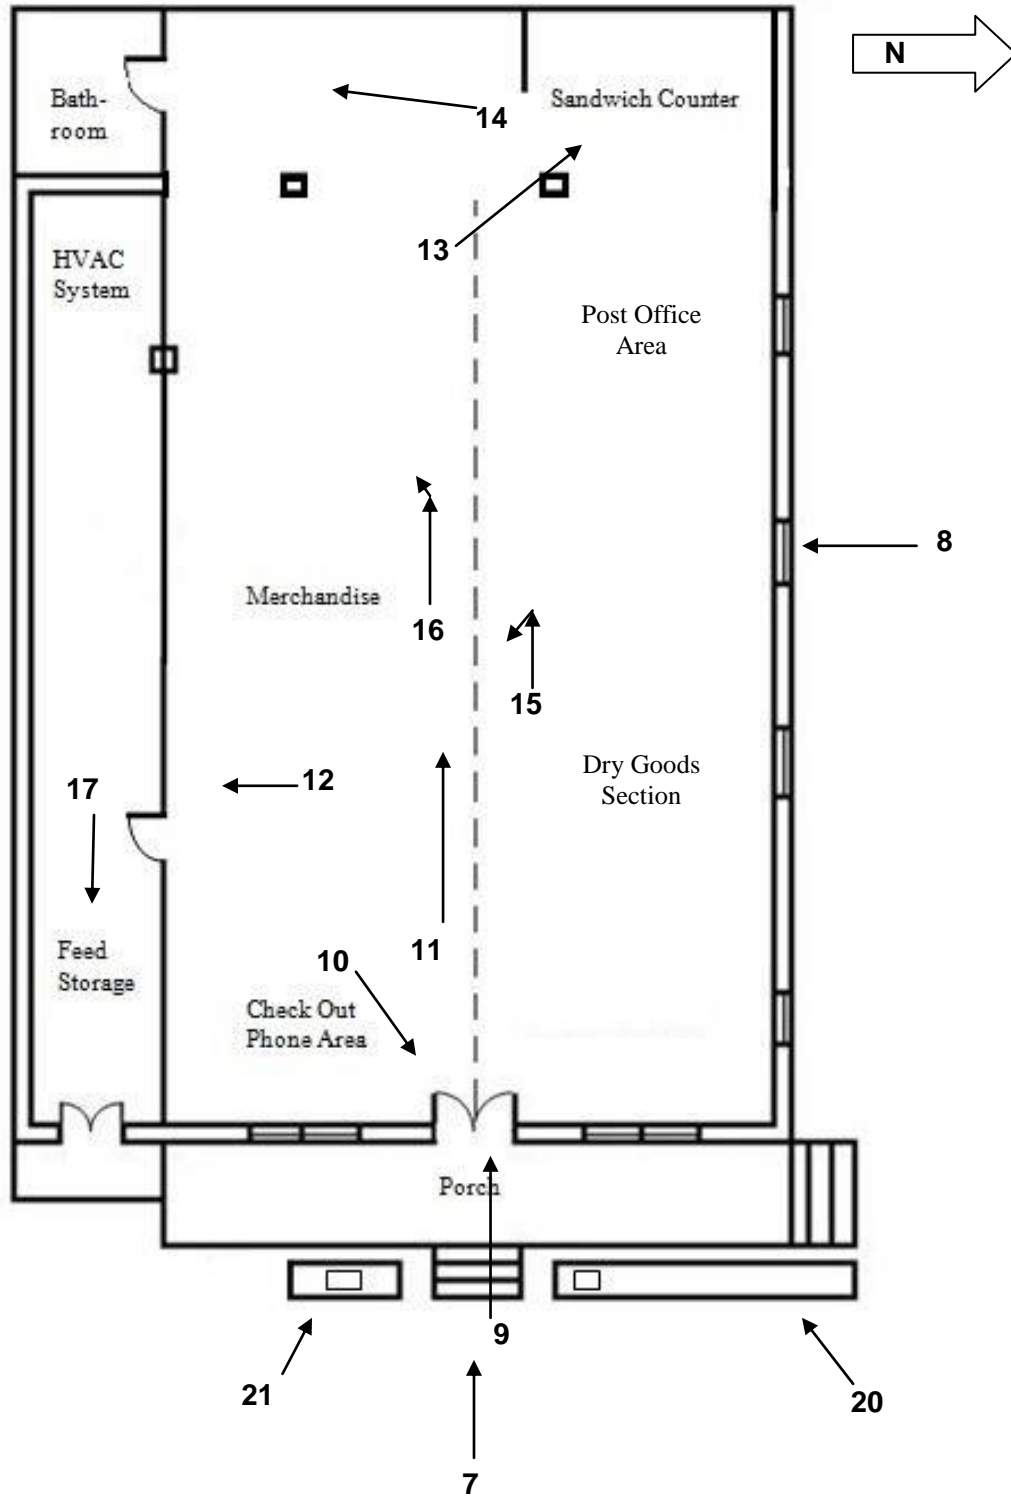 N
Bath-
room
Sandwich Counter
14
13
HVAC
System
Post Office
Area
8
Merchandise
16
15
Dry Goods
Section
12
17
11
10
Feed
Storage
Check Out
Phone Area
Porch
9
21
20
7